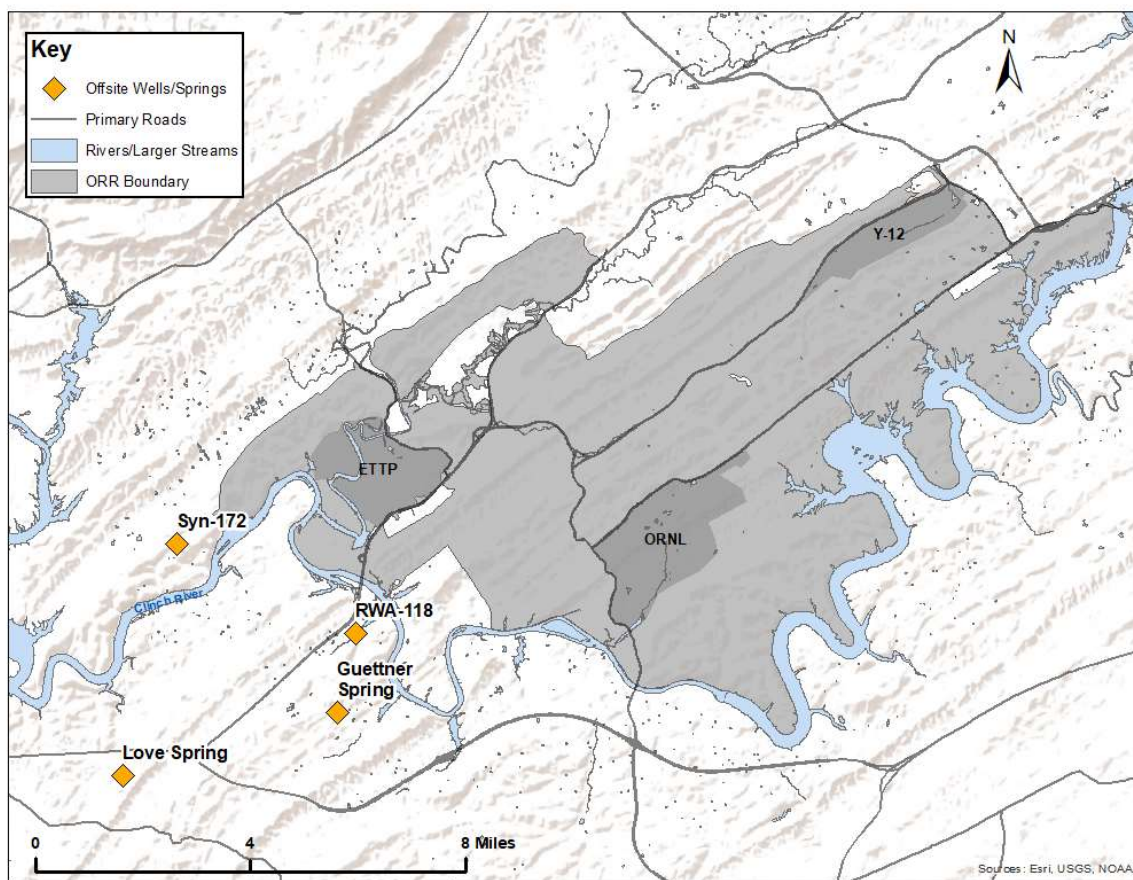 Key
Offsite Wells/Springs
Primary Roads
Rivers/Larger Streams
ORR Boundary
N
Y-12
ETTP
Syn-172
ORNL
Clinch River
RWA-118
Guettner
Spring
Love Spring
0 4 8 Miles
Sources: Esri, USGS, NOAA